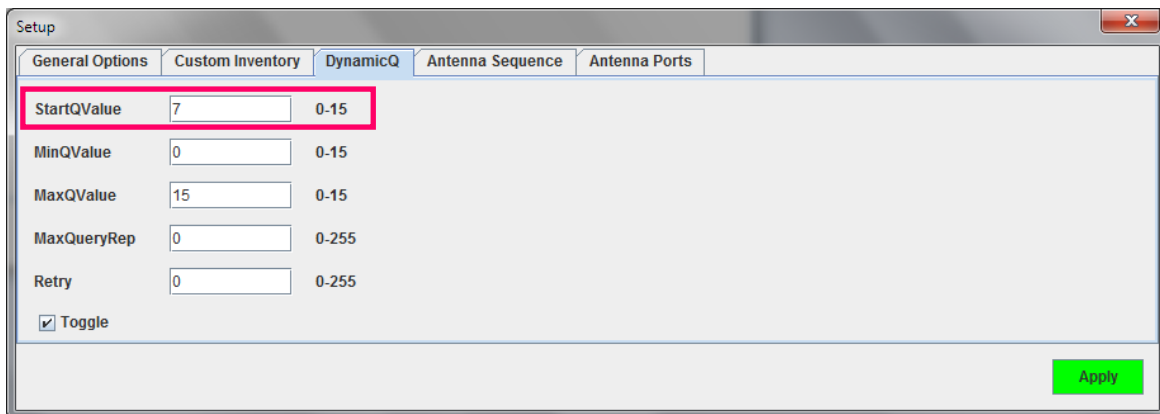 Setup
General Options Custom Inventory DynamicQ Antenna Sequence Antenna Ports
StartQValue 7 0-15
MinQValue 0 0-15
MaxQValue 15 0-15
MaxQueryRep 0 0-255
Retry 0 0-255
Toggle
Apply